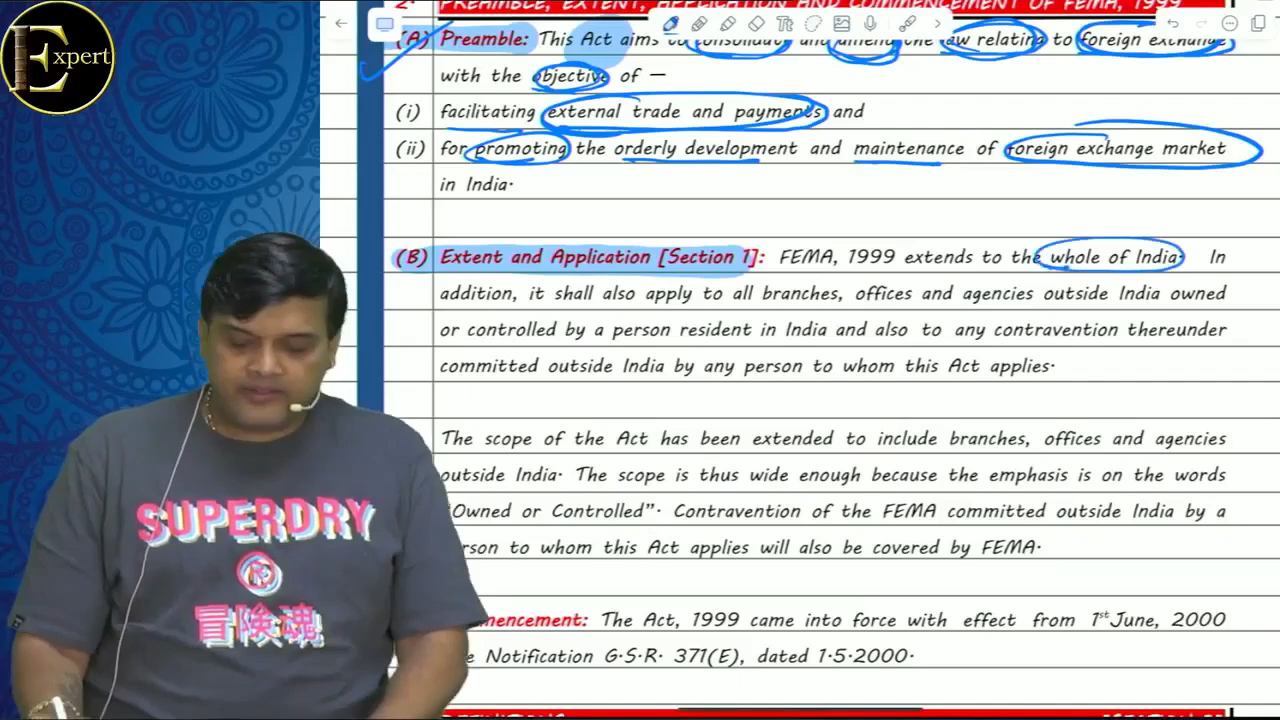 Expert
2. PREAMBLE, EXTENT, APPLICATION AND COMMENCEMENT OF FEMA, 1999
(A) Preamble: This Act aims to consolidate and amend the law relating to foreign exchange
with the objective of —
(i) facilitating external trade and payments and
(ii) for promoting the orderly development and maintenance of foreign exchange market
in India.
(B) Extent and Application [Section 1]: FEMA, 1999 extends to the whole of India. In
addition, it shall also apply to all branches, offices and agencies outside India owned
or controlled by a person resident in India and also to any contravention thereunder
committed outside India by any person to whom this Act applies.
The scope of the Act has been extended to include branches, offices and agencies
outside India. The scope is thus wide enough because the emphasis is on the words
"Owned or Controlled". Contravention of the FEMA committed outside India by a
rson to whom this Act applies will also be covered by FEMA.
mencement: The Act, 1999 came into force with effect from 1st June, 2000
e Notification G.S.R. 371(E), dated 1.5.2000.
SUPERDRY
冒険魂